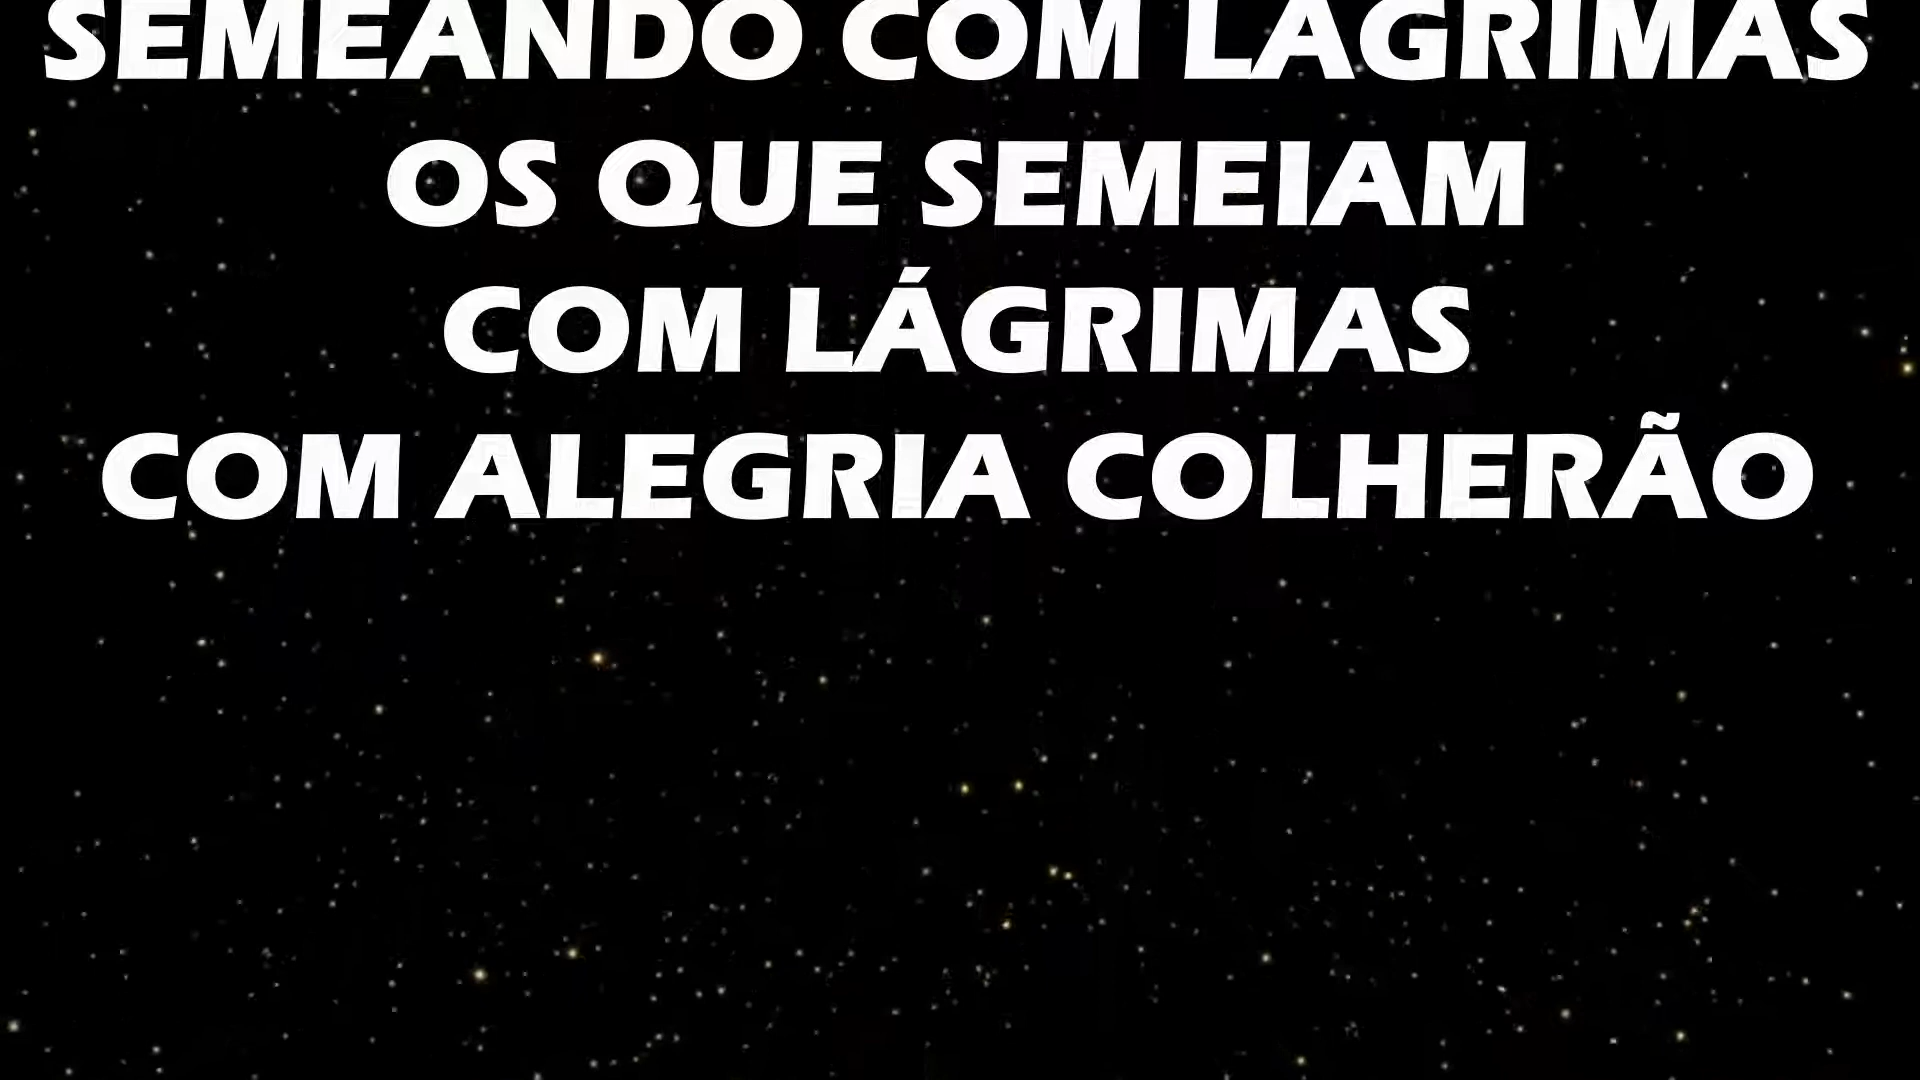 SEMEANDO COM LÁGRIMAS
OS QUE SEMEIAM
COM LÁGRIMAS
COM ALEGRIA COLHERÃO